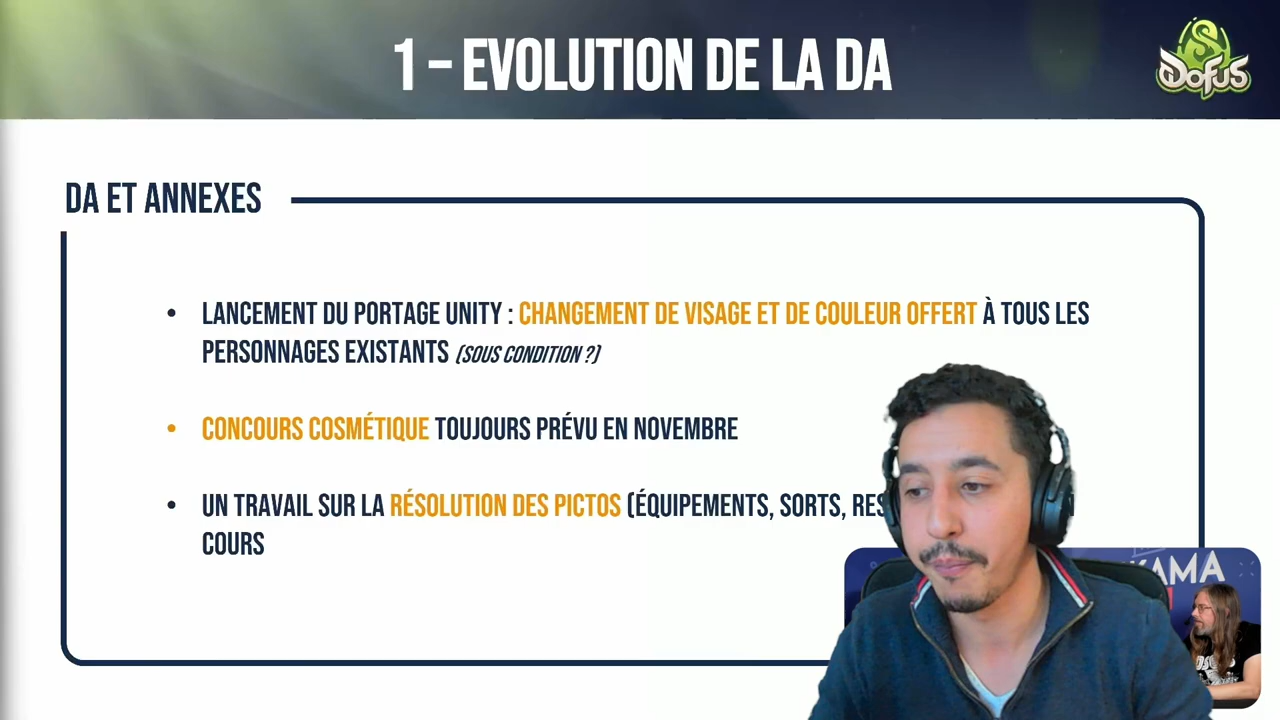 1 – EVOLUTION DE LA DA
DOFUS
DA ET ANNEXES
• LANCEMENT DU PORTAGE UNITY : CHANGEMENT DE VISAGE ET DE COULEUR OFFERT À TOUS LES
PERSONNAGES EXISTANTS (SOUS CONDITION ?)
• CONCOURS COSMÉTIQUE TOUJOURS PRÉVU EN NOVEMBRE
• UN TRAVAIL SUR LA RÉSOLUTION DES PICTOS (ÉQUIPEMENTS, SORTS,
COURS